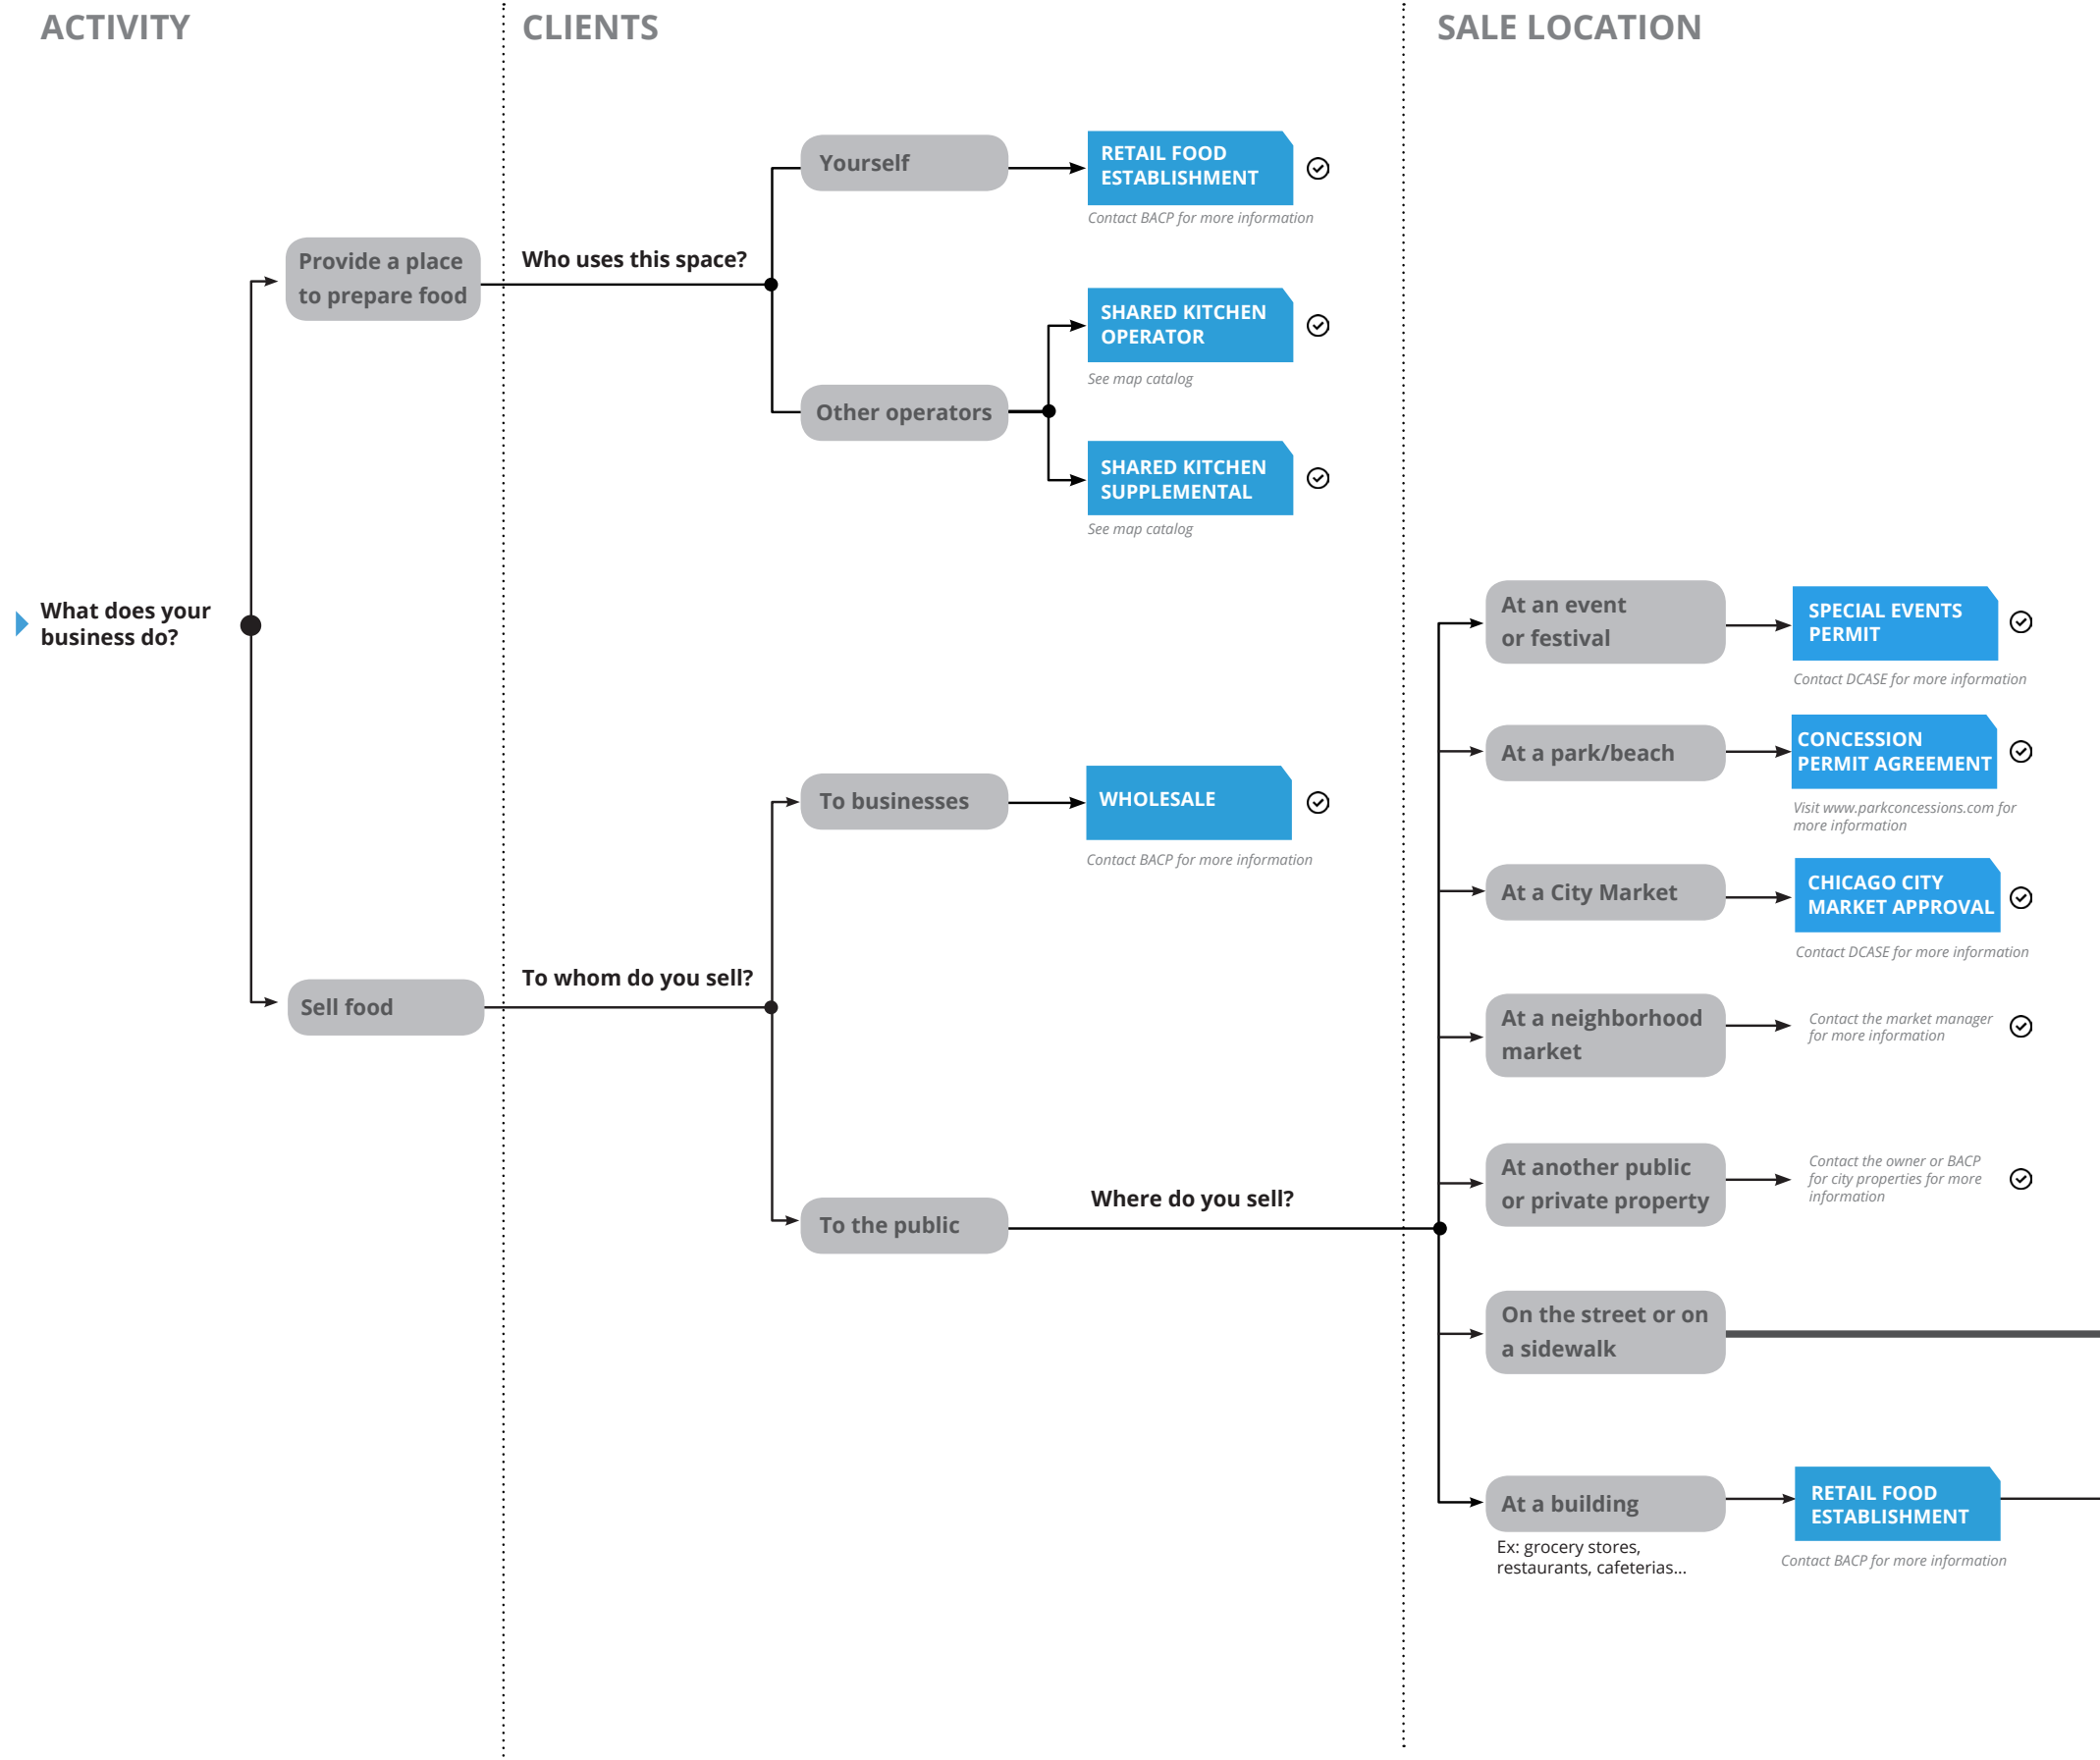 ACTIVITY
CLIENTS
SALE LOCATION
What does your
business do?
Provide a place
to prepare food
Who uses this space?
Yourself
RETAIL FOOD
ESTABLISHMENT
Contact BACP for more information
Other operators
SHARED KITCHEN
OPERATOR
See map catalog
SHARED KITCHEN
SUPPLEMENTAL
See map catalog
Sell food
To whom do you sell?
To businesses
WHOLESALE
Contact BACP for more information
To the public
Where do you sell?
At an event
or festival
SPECIAL EVENTS
PERMIT
Contact DCASE for more information
At a park/beach
CONCESSION
PERMIT AGREEMENT
Visit www.parkconcessions.com for
more information
At a City Market
CHICAGO CITY
MARKET APPROVAL
Contact DCASE for more information
At a neighborhood
market
Contact the market manager
for more information
At another public
or private property
Contact the owner or BACP
for city properties for more
information
On the street or on
a sidewalk
At a building
Ex: grocery stores,
restaurants, cafeterias...
RETAIL FOOD
ESTABLISHMENT
Contact BACP for more information